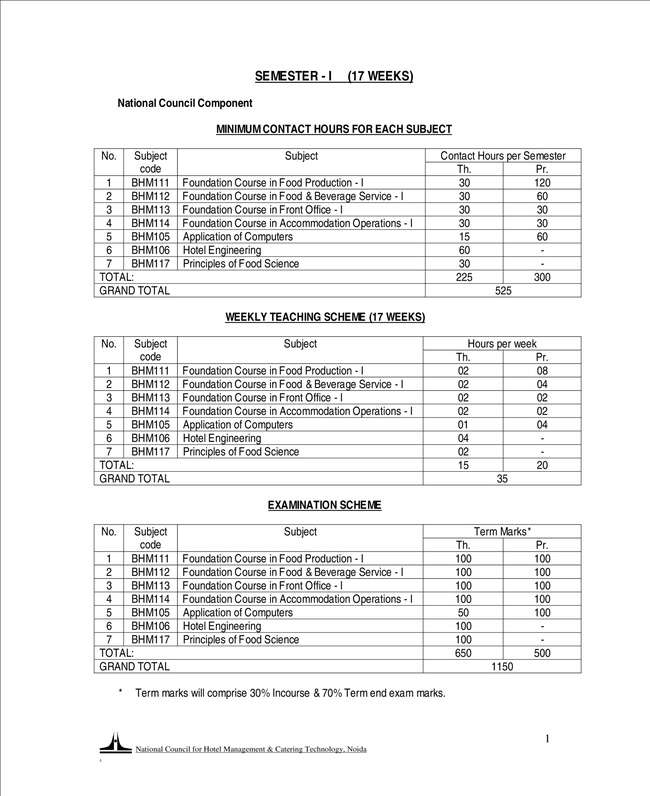 SEMESTER - I (17 WEEKS)
National Council Component
MINIMUM CONTACT HOURS FOR EACH SUBJECT
No. Subject code Subject Contact Hours per Semester
Th. Pr.
1 BHM111 Foundation Course in Food Production - I 30 120
2 BHM112 Foundation Course in Food & Beverage Service - I 30 60
3 BHM113 Foundation Course in Front Office - I 30 30
4 BHM114 Foundation Course in Accommodation Operations - I 30 30
5 BHM105 Application of Computers 15 60
6 BHM106 Hotel Engineering 60 -
7 BHM117 Principles of Food Science 30 -
TOTAL: 225 300
GRAND TOTAL 525
WEEKLY TEACHING SCHEME (17 WEEKS)
No. Subject code Subject Hours per week
Th. Pr.
1 BHM111 Foundation Course in Food Production - I 02 08
2 BHM112 Foundation Course in Food & Beverage Service - I 02 04
3 BHM113 Foundation Course in Front Office - I 02 02
4 BHM114 Foundation Course in Accommodation Operations - I 02 02
5 BHM105 Application of Computers 01 04
6 BHM106 Hotel Engineering 04 -
7 BHM117 Principles of Food Science 02 -
TOTAL: 15 20
GRAND TOTAL 35
EXAMINATION SCHEME
No. Subject code Subject Term Marks*
Th. Pr.
1 BHM111 Foundation Course in Food Production - I 100 100
2 BHM112 Foundation Course in Food & Beverage Service - I 100 100
3 BHM113 Foundation Course in Front Office - I 100 100
4 BHM114 Foundation Course in Accommodation Operations - I 100 100
5 BHM105 Application of Computers 50 100
6 BHM106 Hotel Engineering 100 -
7 BHM117 Principles of Food Science 100 -
TOTAL: 650 500
GRAND TOTAL 1150
* Term marks will comprise 30% Incourse & 70% Term end exam marks.
1
National Council for Hotel Management & Catering Technology, Noida